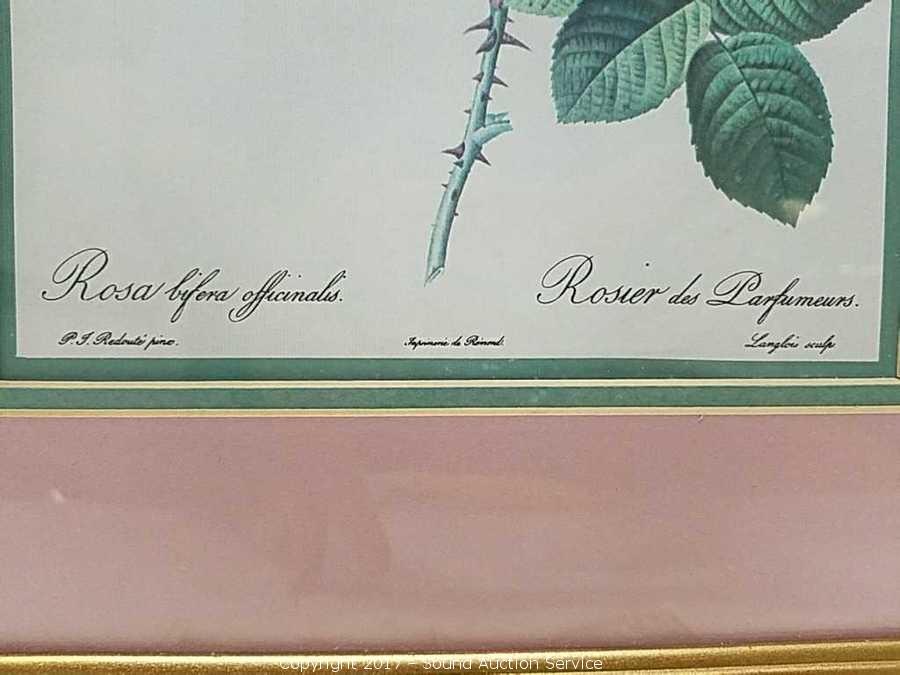 Rosa bifera officinalis.
Rosier des Parfumeurs.
P. J. Redouté pinx.
Imprimerie de Rémond.
Langlois sculp
Copyright 2017 – Sound Auction Service